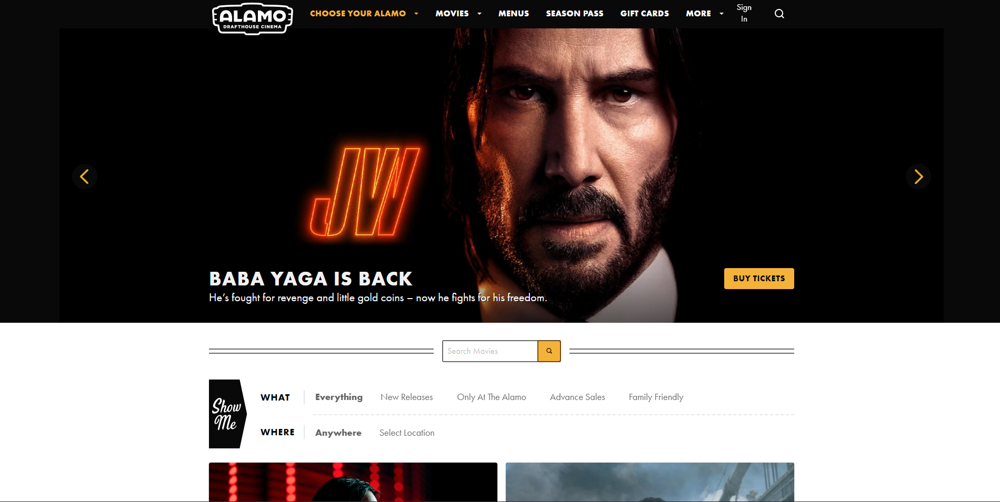 ALAMO
DRAFTHOUSE CINEMA
CHOOSE YOUR ALAMO
MOVIES
MENUS
SEASON PASS
GIFT CARDS
MORE
Sign
In
JW
BABA YAGA IS BACK
He’s fought for revenge and little gold coins – now he fights for his freedom.
BUY TICKETS
Search Movies
Show
Me
WHAT
Everything
New Releases
Only At The Alamo
Advance Sales
Family Friendly
WHERE
Anywhere
Select Location